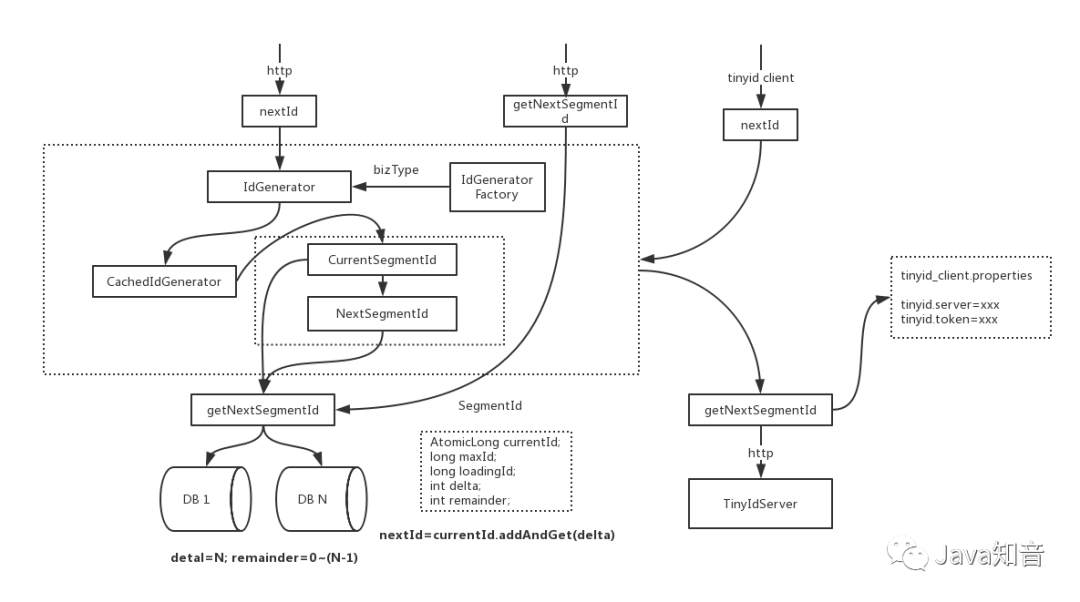 http
http
tinyid client
nextId
getNextSegmentI
d
nextId
bizType
IdGenerator
IdGenerator
Factory
CurrentSegmentId
CachedIdGenerator
NextSegmentId
tinyid_client.properties
tinyid.server=xxx
tinyid.token=xxx
getNextSegmentId
SegmentId
getNextSegmentId
AtomicLong currentId;
long maxId;
long loadingId;
int delta;
int remainder;
http
DB 1
DB N
TinyIdServer
nextId=currentId.addAndGet(delta)
detal=N; remainder=0~(N-1)
Java知音